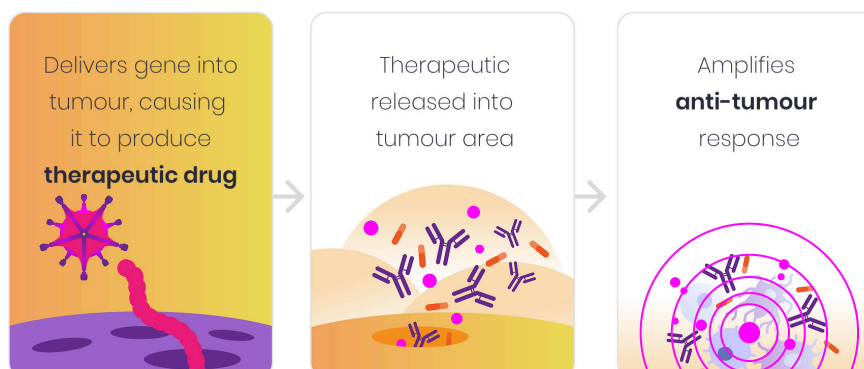 Delivers gene into
tumour, causing
it to produce
therapeutic drug
Therapeutic
released into
tumour area
Amplifies
anti-tumour
response